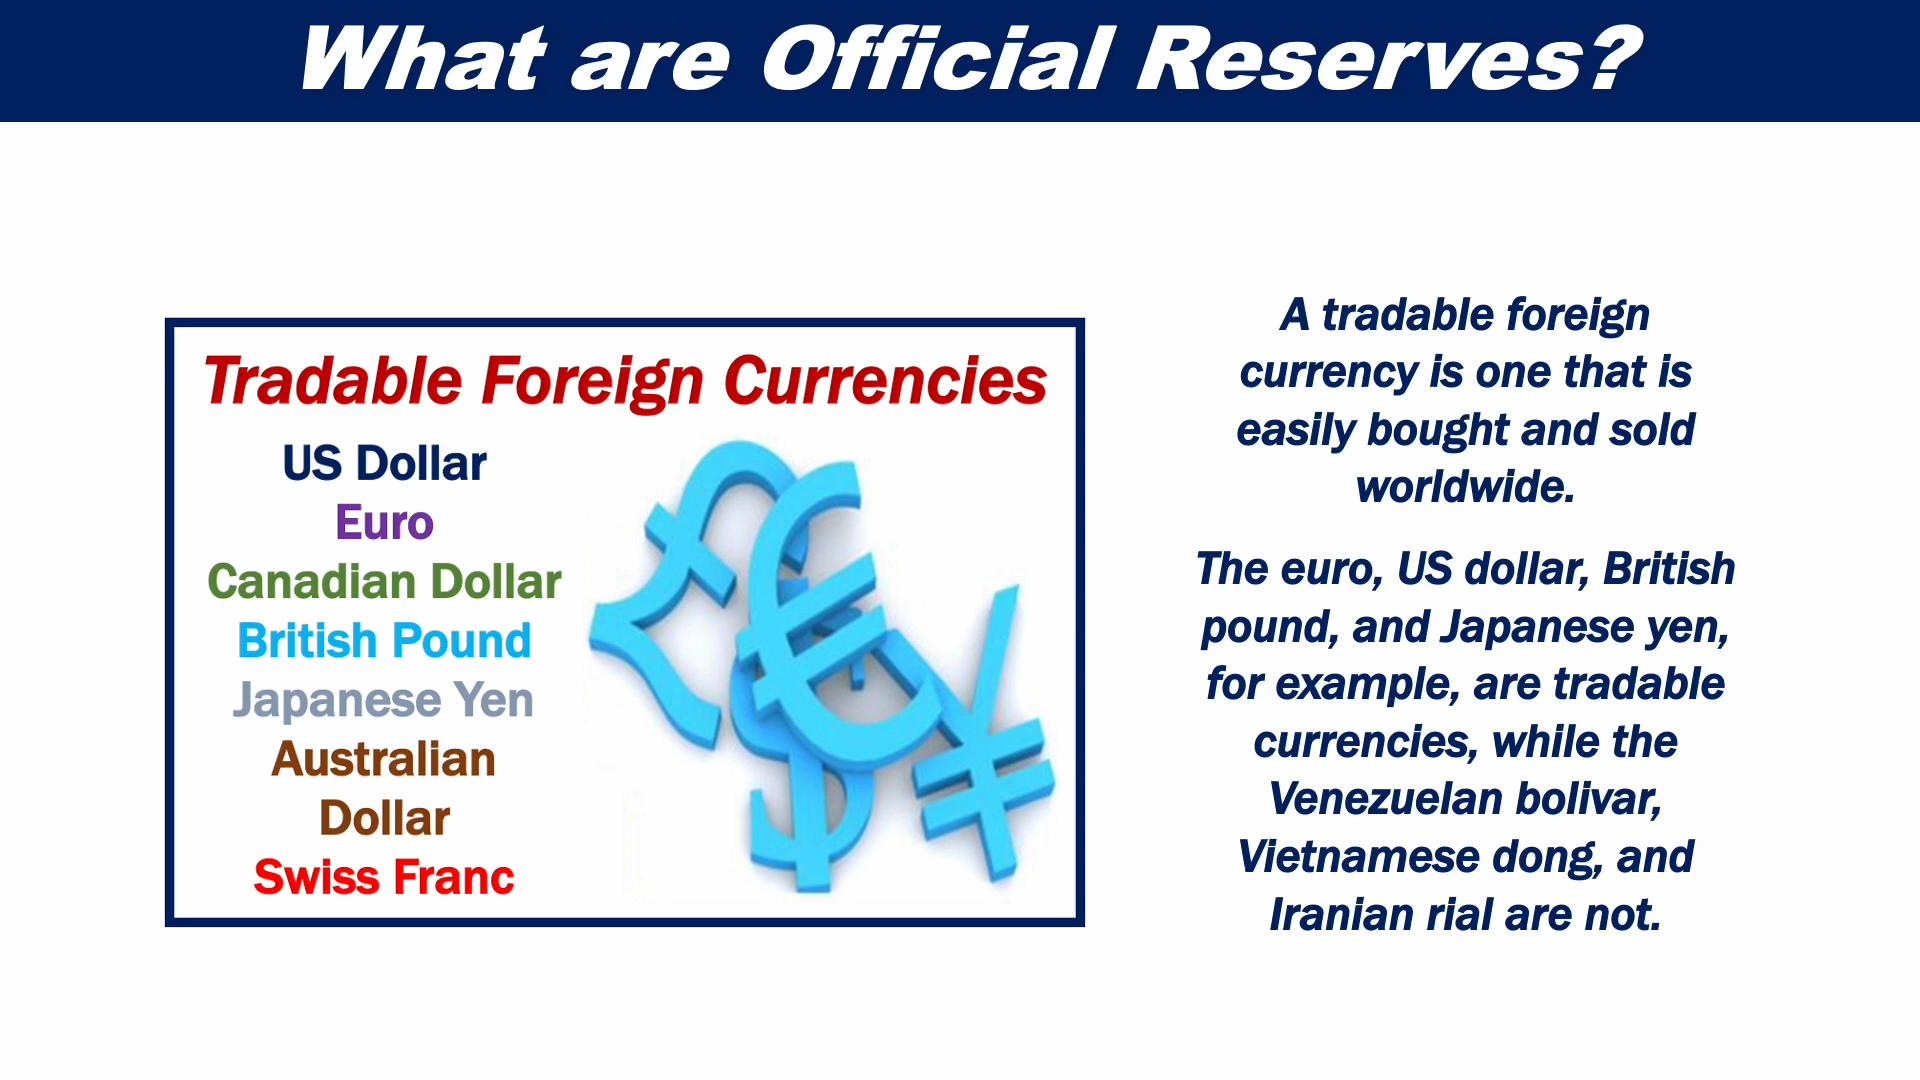 What are Official Reserves?
Tradable Foreign Currencies
US Dollar
Euro
Canadian Dollar
British Pound
Japanese Yen
Australian
Dollar
Swiss Franc
£
€
$
¥
A tradable foreign
currency is one that is
easily bought and sold
worldwide.
The euro, US dollar, British
pound, and Japanese yen,
for example, are tradable
currencies, while the
Venezuelan bolivar,
Vietnamese dong, and
Iranian rial are not.